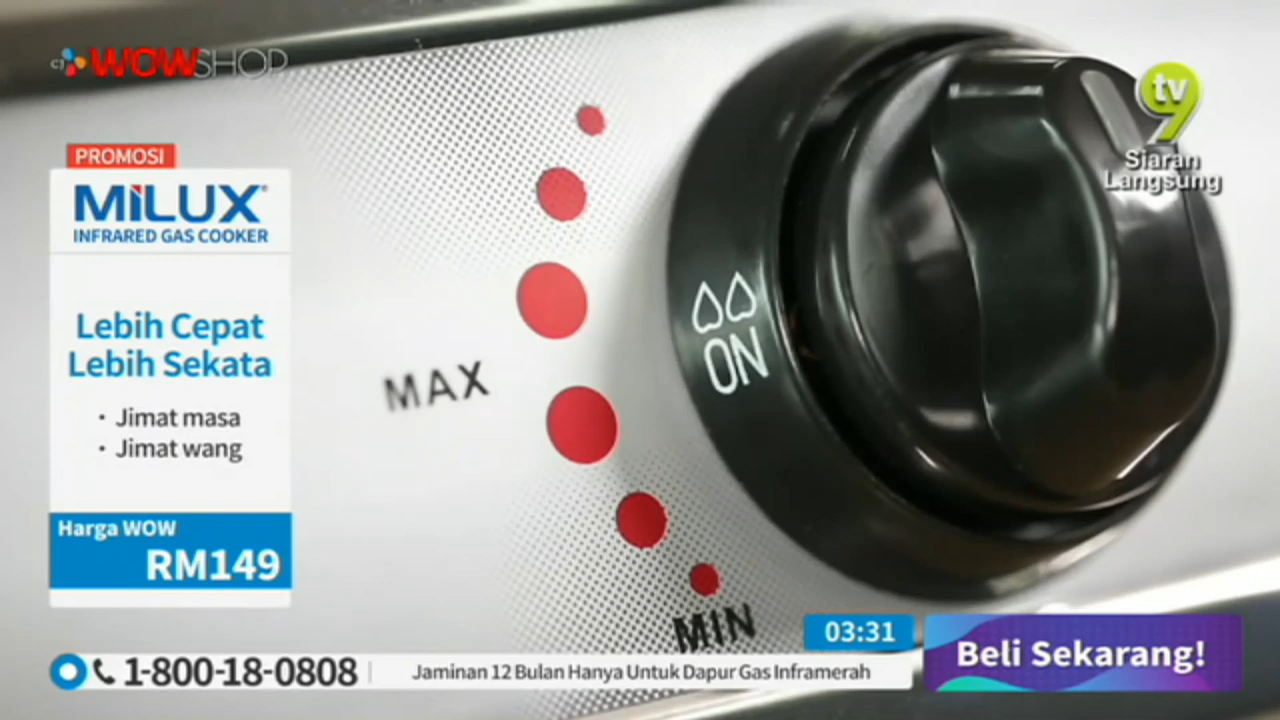 CJ WOWSHOP
tv9
Siaran
Langsung
PROMOSI
MiLUX®
INFRARED GAS COOKER
Lebih Cepat
Lebih Sekata
• Jimat masa
• Jimat wang
Harga WOW
RM149
MAX
ON
MIN
03:31
Beli Sekarang!
1-800-18-0808
Jaminan 12 Bulan Hanya Untuk Dapur Gas Inframerah